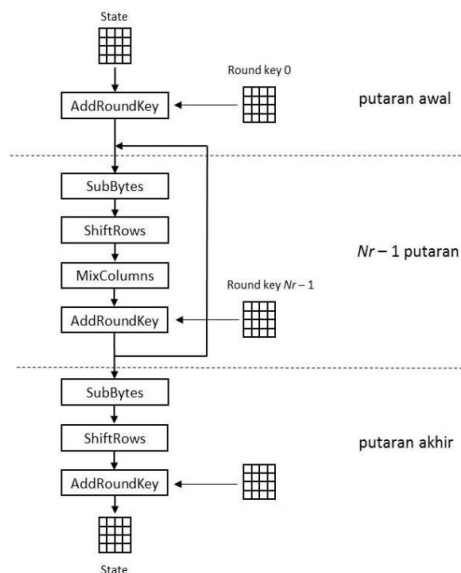 State
Round key 0
AddRoundKey
putaran awal
SubBytes
ShiftRows
Nr – 1 putaran
MixColumns
Round key Nr – 1
AddRoundKey
SubBytes
ShiftRows
putaran akhir
AddRoundKey
State